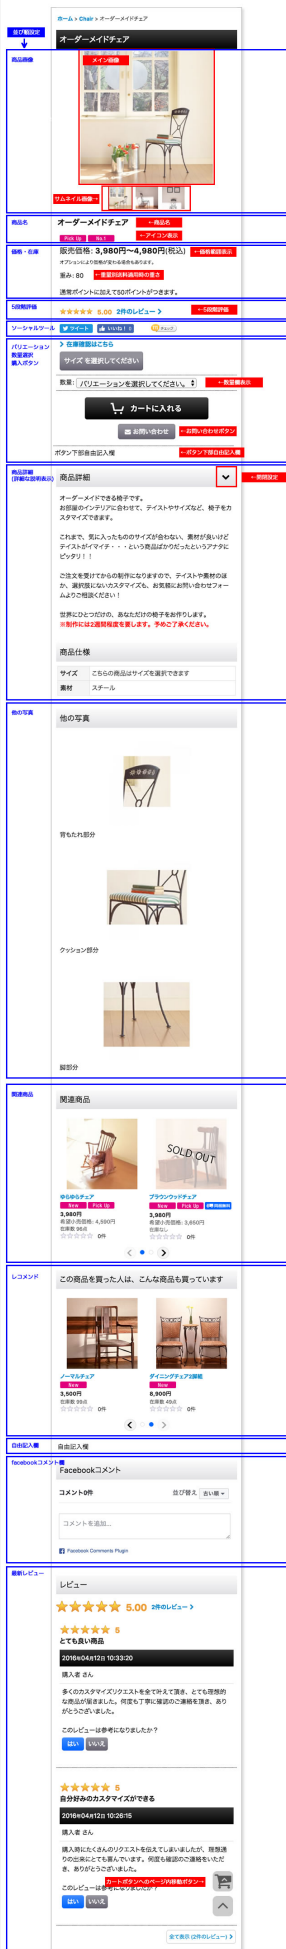 ホーム > Chair > オーダーメイドチェア
並び順設定
オーダーメイドチェア
商品画像
メイン画像
サムネイル画像→
商品名
オーダーメイドチェア
←商品名
Pick Up
No.1
←アイコン表示
価格・在庫
販売価格: 3,980円〜4,980円(税込)
←価格範囲表示
オプションにより価格が変わる場合もあります。
重み: 80
←重量別送料適用時の重さ
通常ポイントに加えて50ポイントがつきます。
5段階評価
★★★★★ 5.00 2件のレビュー >
←5段階評価
ソーシャルツール
ツイート
いいね！
チェック
バリエーション
数量選択
購入ボタン
> 在庫確認はこちら
サイズ を選択してください
数量: (バリエーションを選択してください。)
←数量欄表示
カートに入れる
お問い合わせ
←お問い合わせボタン
ボタン下部自由記入欄
←ボタン下部自由記入欄
商品詳細
(詳細な説明表示)
商品詳細
←開閉設定
オーダーメイドできる椅子です。
お部屋のインテリアに合わせて、テイストやサイズなど、椅子をカ
スタマイズできます。
これまで、気に入ったもののサイズが合わない、素材が良いけど
テイストがイマイチ・・・という商品ばかりだったというアナタに
ピッタリ！！
ご注文を受けてからの制作になりますので、テイストや素材のほ
か、選択肢にないカスタマイズも、お気軽にお問い合わせフォー
ムよりご相談ください！
世界にひとつだけの、あなただけの椅子をお作りします。
※制作には2週間程度を要します。予めご了承ください。
商品仕様
サイズ こちらの商品はサイズを選択できます
素材 スチール
他の写真
他の写真
背もたれ部分
クッション部分
脚部分
関連商品
関連商品
SOLD OUT
ゆらゆらチェア
New
Pick Up
3,980円
希望小売価格: 4,590円
在庫数 96点
☆☆☆☆☆ 0件
ブラウンウッドチェア
New
Pick Up
3,980円
希望小売価格: 3,650円
在庫なし
☆☆☆☆☆ 0件
レコメンド
この商品を買った人は、こんな商品も買っています
ノーマルチェア
New
3,500円
在庫数 99点
☆☆☆☆☆ 0件
ダイニングチェア2脚組
New
8,900円
在庫数 49点
☆☆☆☆☆ 0件
自由記入欄
自由記入欄
facebookコメント欄
Facebookコメント
コメント0件
並び替え 古い順
コメントを追加...
Facebook Comments Plugin
最新レビュー
レビュー
★★★★★ 5.00 2件のレビュー >
★★★★★ 5
とても良い商品
2016年04月12日 10:33:20
購入者 さん
多くのカスタマイズリクエストを全て叶えて頂き、とても理想的
な商品が届きました。何度も丁寧に確認のご連絡を頂き、あり
がとうございました。
このレビューは参考になりましたか？
はい
いいえ
★★★★★ 5
自分好みのカスタマイズができる
2016年04月12日 10:26:15
購入者 さん
購入時にたくさんのリクエストを伝えてしまいましたが、理想通
りの出来にとても喜んでいます。何度も確認のご連絡をいただ
き、ありがとうございました。
カートボタンへのページ内移動ボタン→
このレビューは参考になりましたか？
はい
いいえ
全て表示 (2件のレビュー) >